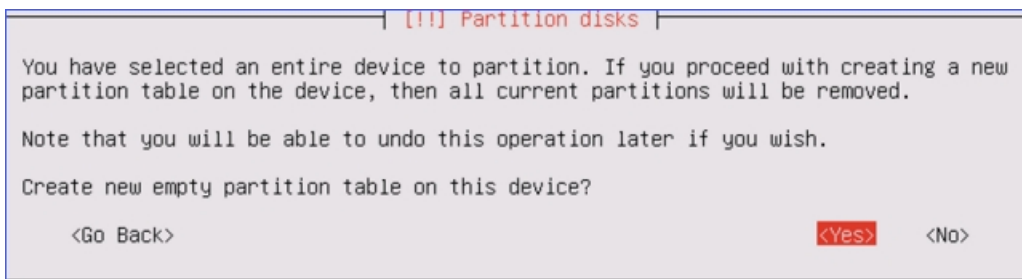 [!!] Partition disks
You have selected an entire device to partition. If you proceed with creating a new
partition table on the device, then all current partitions will be removed.
Note that you will be able to undo this operation later if you wish.
Create new empty partition table on this device?
<Go Back> <Yes> <No>